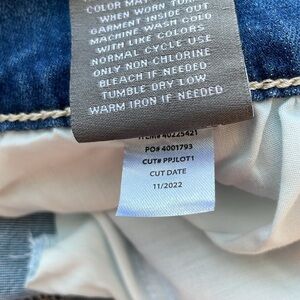 COLOR MAY
WHEN WORN
GARMENT INSIDE OUT
MACHINE WASH COLD
WITH LIKE COLORS
NORMAL CYCLE USE
ONLY NON CHLORINE
BLEACH IF NEEDED
TUMBLE DRY LOW
WARM IRON IF NEEDED
ITEM# 40225421
PO# 4001793
CUT# PPJLOT1
CUT DATE
11/2022